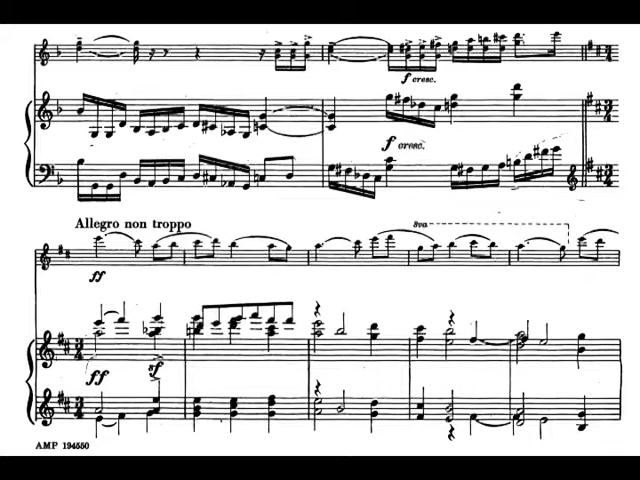 f cresc.
f cresc.
Allegro non troppo
8va
ff
ff
sf
AMP 194550